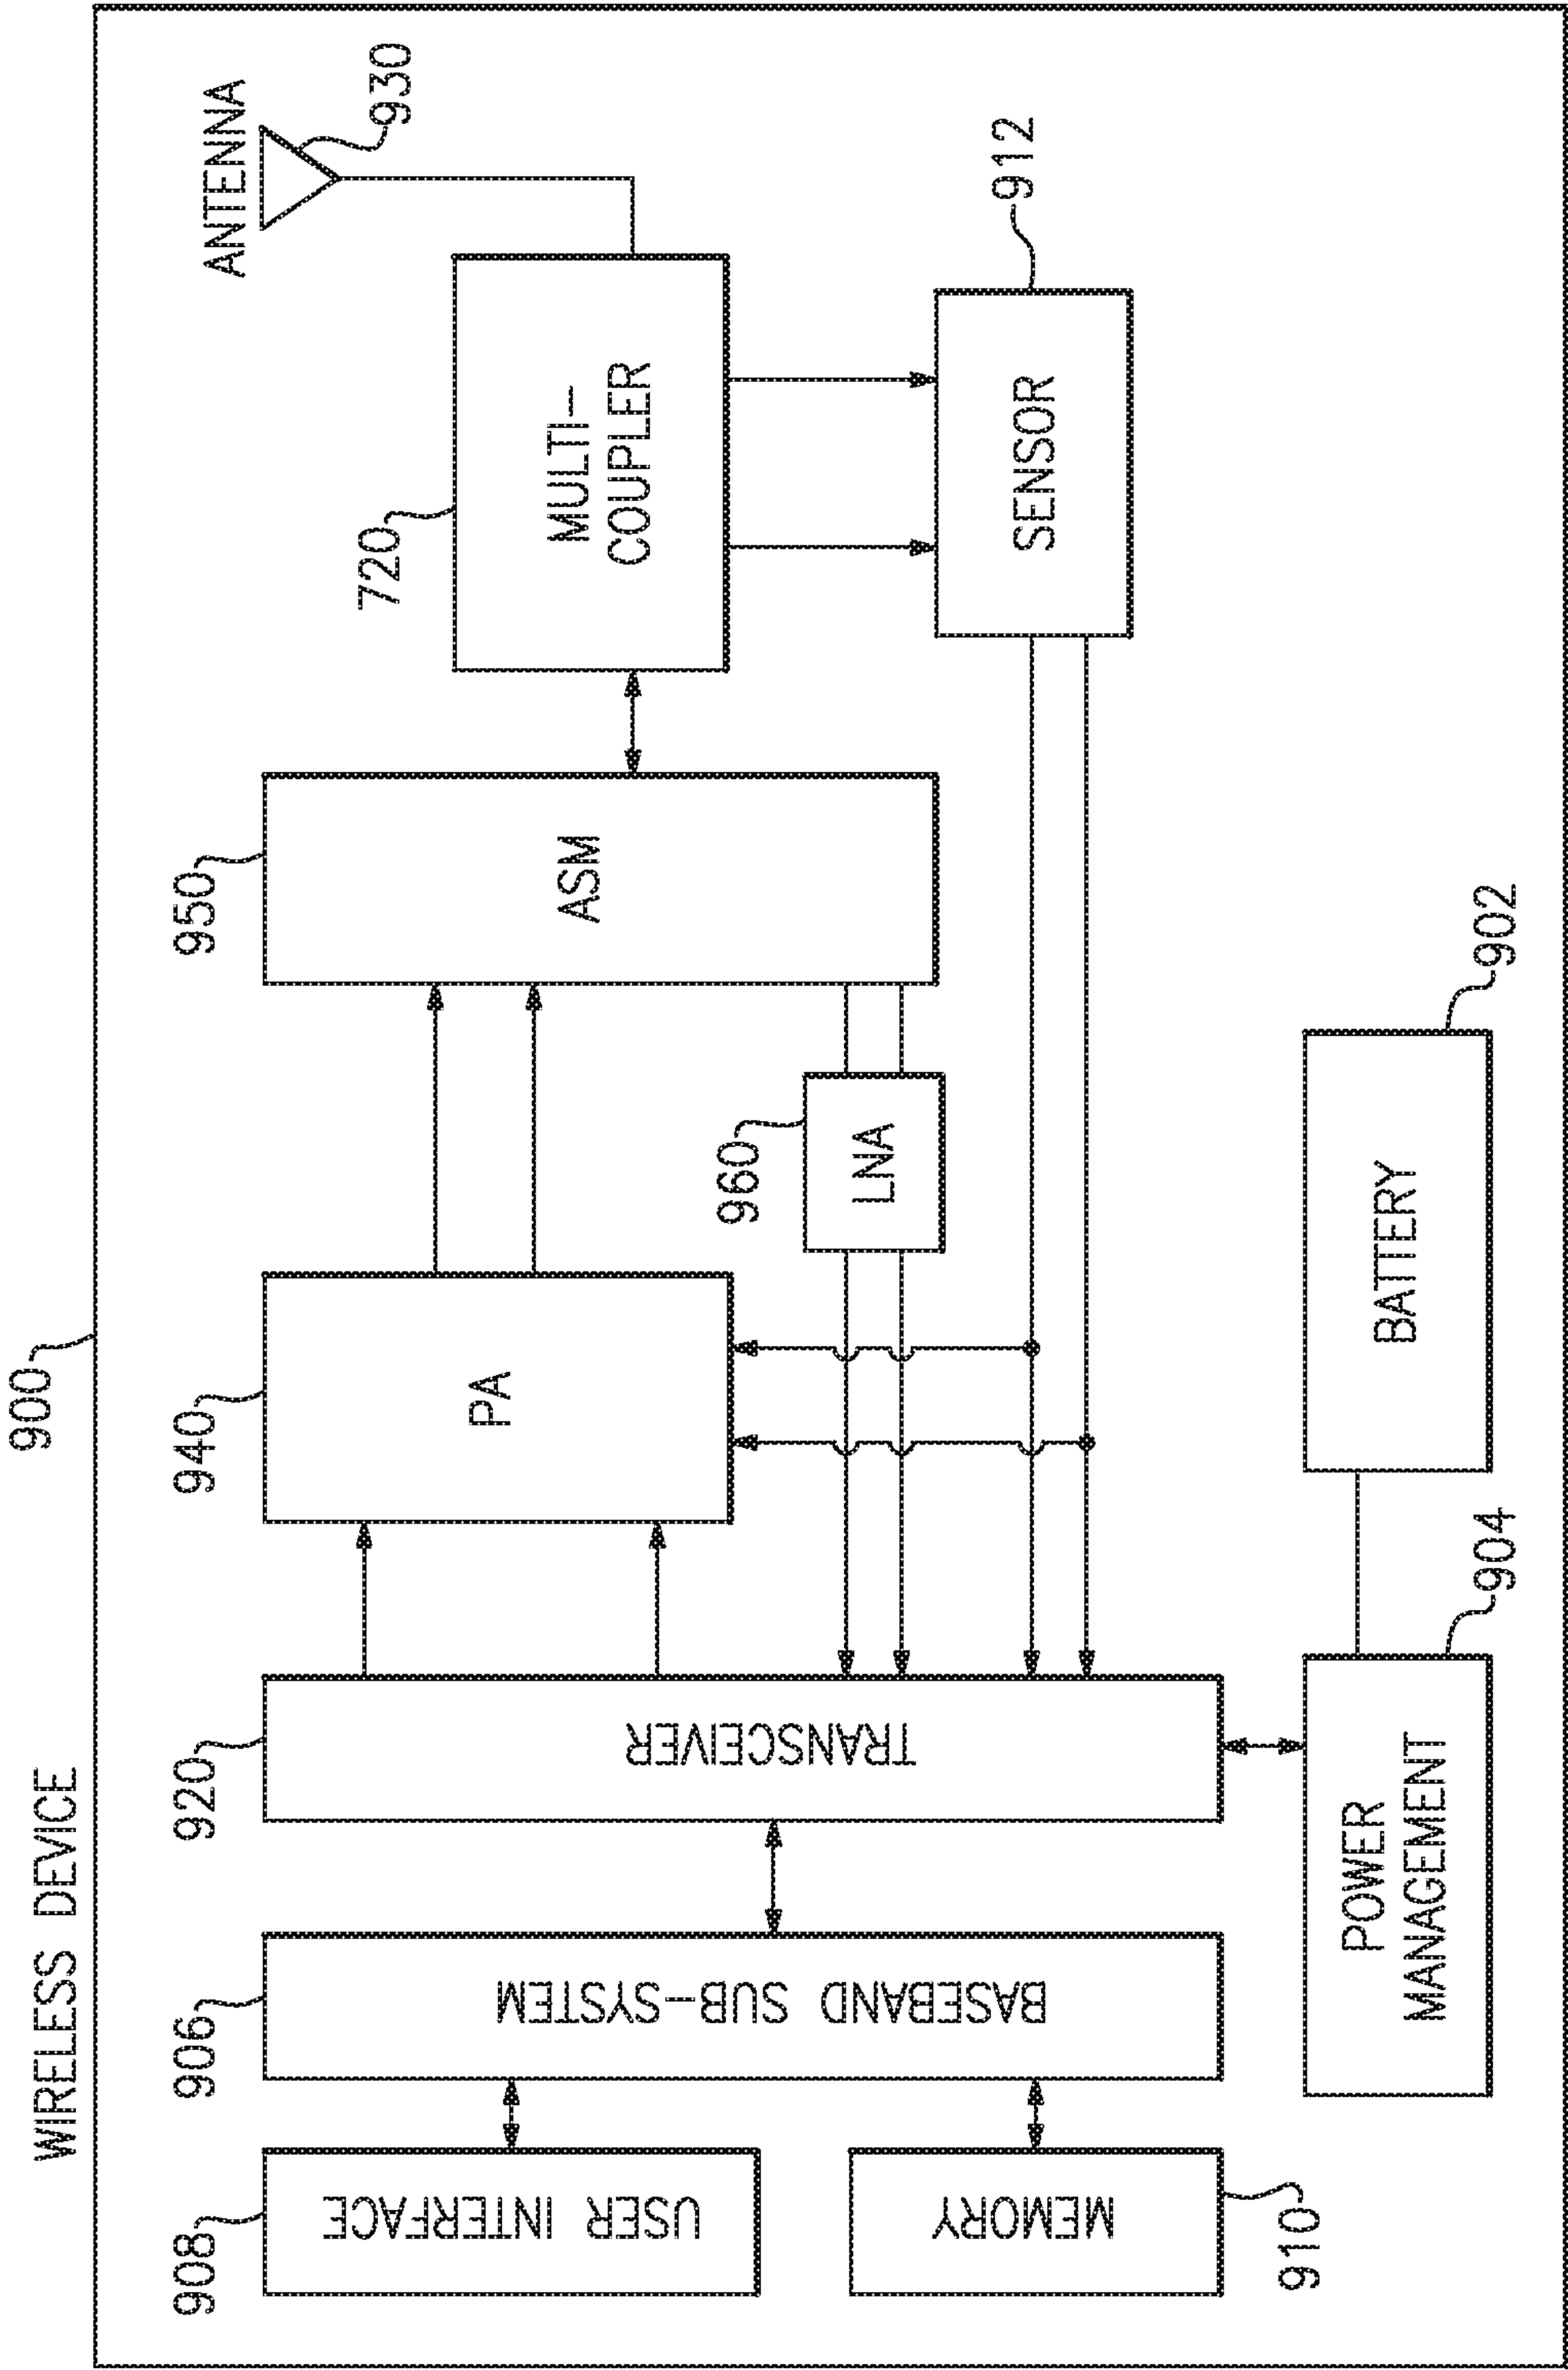 WIRELESS DEVICE
900
908
USER INTERFACE
MEMORY
910
906
BASEBAND SUB-SYSTEM
920
TRANSCEIVER
940
PA
960
LNA
950
ASM
720
MULTI-
COUPLER
ANTENNA
930
SENSOR
912
POWER
MANAGEMENT
904
BATTERY
902